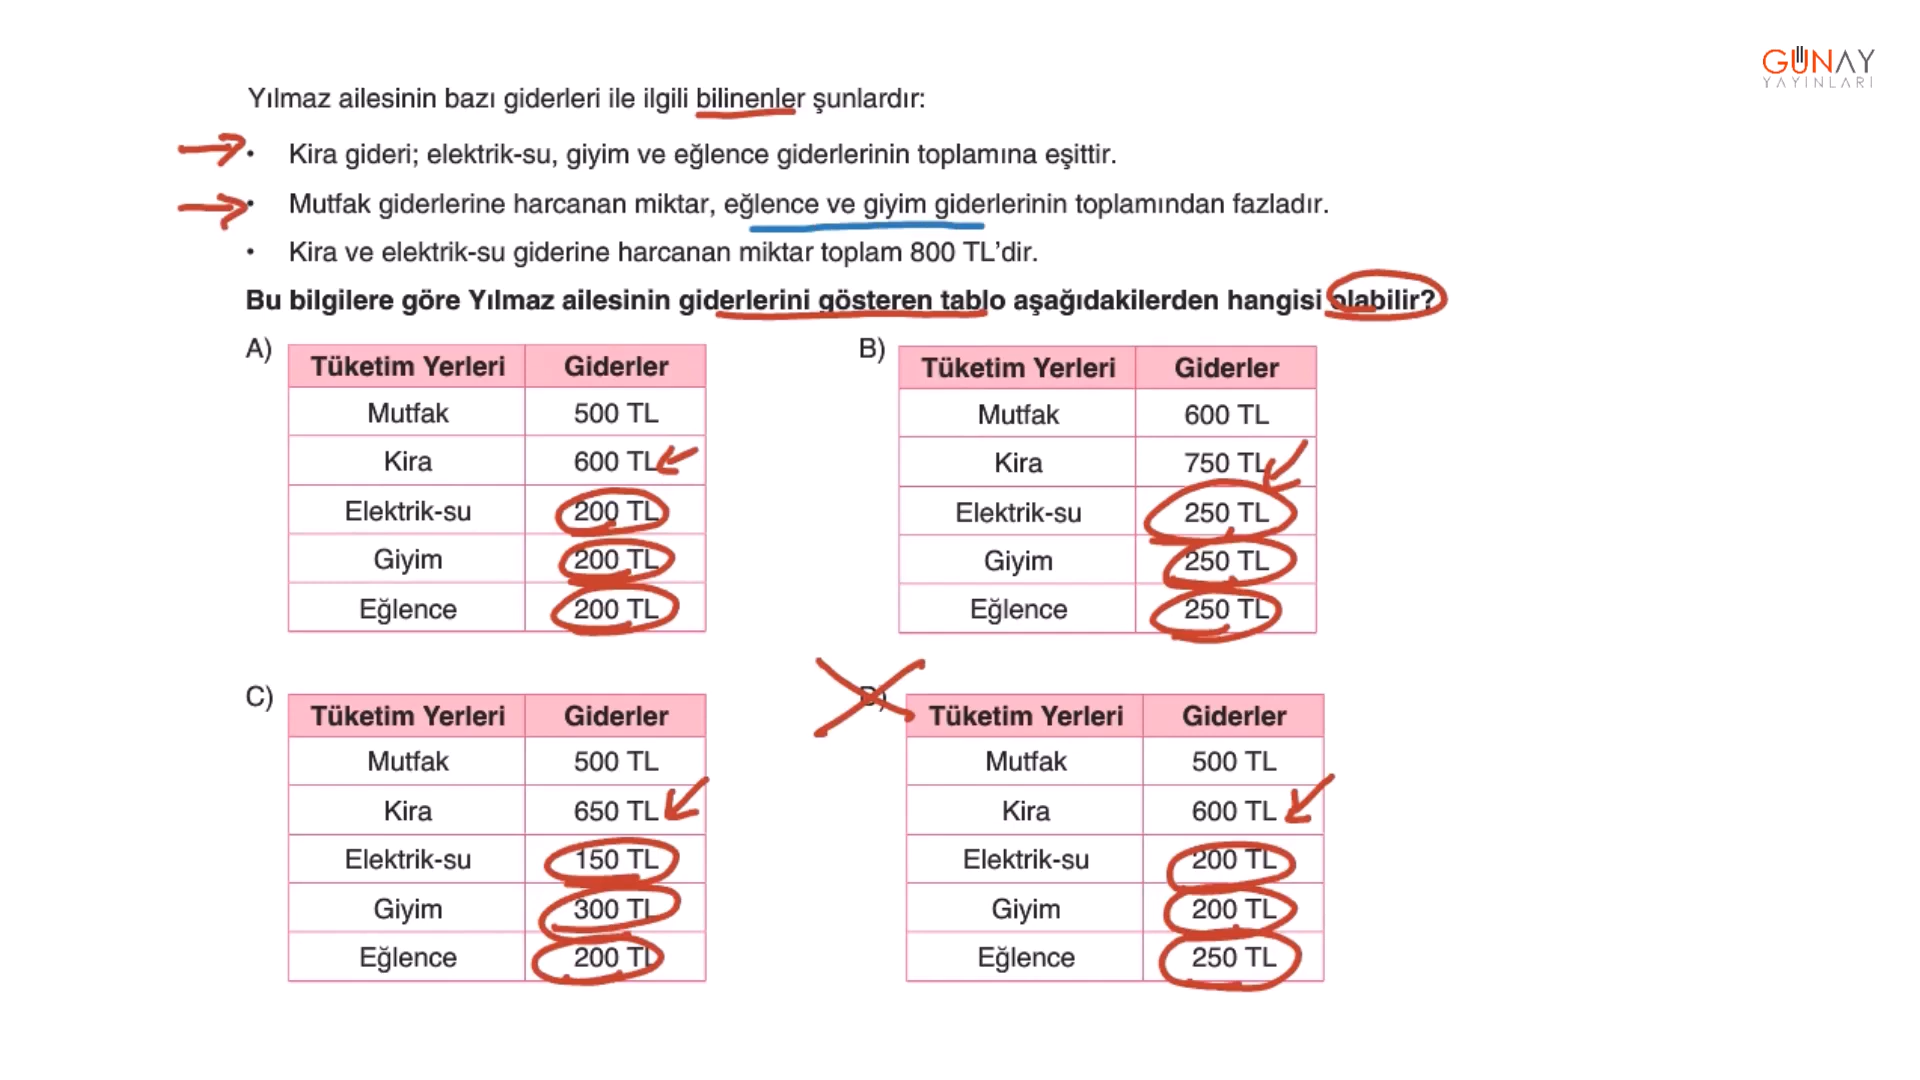 GÜNAY
YAYINLARI
Yılmaz ailesinin bazı giderleri ile ilgili bilinenler şunlardır:
• Kira gideri; elektrik-su, giyim ve eğlence giderlerinin toplamına eşittir.
• Mutfak giderlerine harcanan miktar, eğlence ve giyim giderlerinin toplamından fazladır.
• Kira ve elektrik-su giderine harcanan miktar toplam 800 TL’dir.
Bu bilgilere göre Yılmaz ailesinin giderlerini gösteren tablo aşağıdakilerden hangisi olabilir?
A)
Tüketim Yerleri Giderler
Mutfak 500 TL
Kira 600 TL
Elektrik-su 200 TL
Giyim 200 TL
Eğlence 200 TL
B)
Tüketim Yerleri Giderler
Mutfak 600 TL
Kira 750 TL
Elektrik-su 250 TL
Giyim 250 TL
Eğlence 250 TL
C)
Tüketim Yerleri Giderler
Mutfak 500 TL
Kira 650 TL
Elektrik-su 150 TL
Giyim 300 TL
Eğlence 200 TL
D)
Tüketim Yerleri Giderler
Mutfak 500 TL
Kira 600 TL
Elektrik-su 200 TL
Giyim 200 TL
Eğlence 250 TL